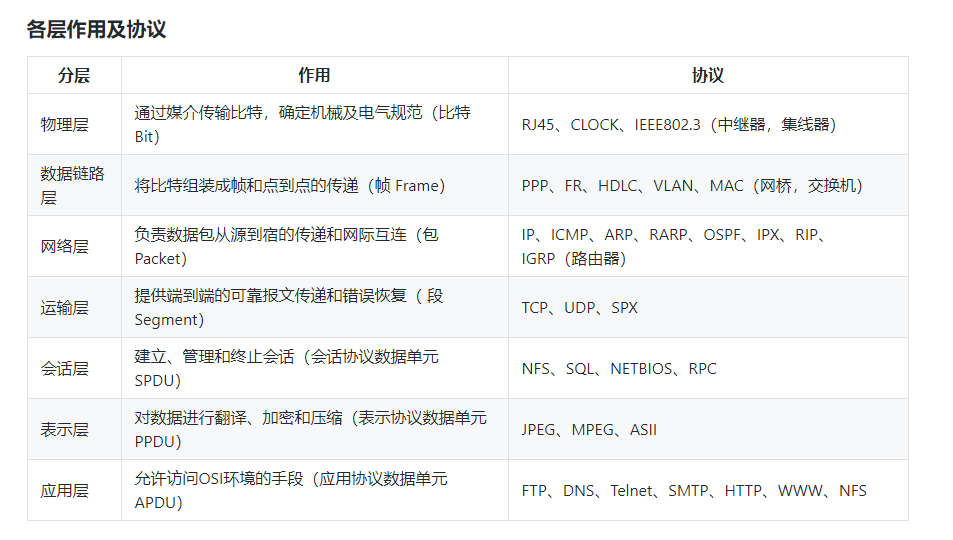 各层作用及协议
分层 作用 协议
物理层 通过媒介传输比特，确定机械及电气规范（比特 Bit） RJ45、CLOCK、IEEE802.3（中继器，集线器）
数据链路层 将比特组装成帧和点到点的传递（帧 Frame） PPP、FR、HDLC、VLAN、MAC（网桥，交换机）
网络层 负责数据包从源到宿的传递和网际互连（包 Packet） IP、ICMP、ARP、RARP、OSPF、IPX、RIP、IGRP（路由器）
运输层 提供端到端的可靠报文传递和错误恢复（ 段 Segment） TCP、UDP、SPX
会话层 建立、管理和终止会话（会话协议数据单元 SPDU） NFS、SQL、NETBIOS、RPC
表示层 对数据进行翻译、加密和压缩（表示协议数据单元 PPDU） JPEG、MPEG、ASII
应用层 允许访问OSI环境的手段（应用协议数据单元 APDU） FTP、DNS、Telnet、SMTP、HTTP、WWW、NFS